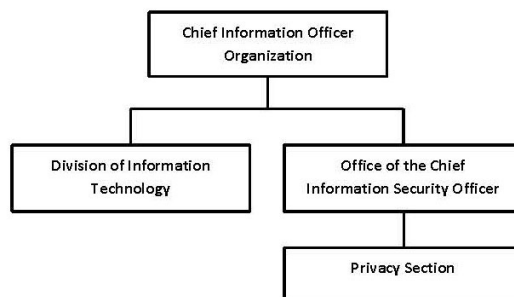 Chief Information Officer
Organization
Division of Information
Technology
Office of the Chief
Information Security Officer
Privacy Section